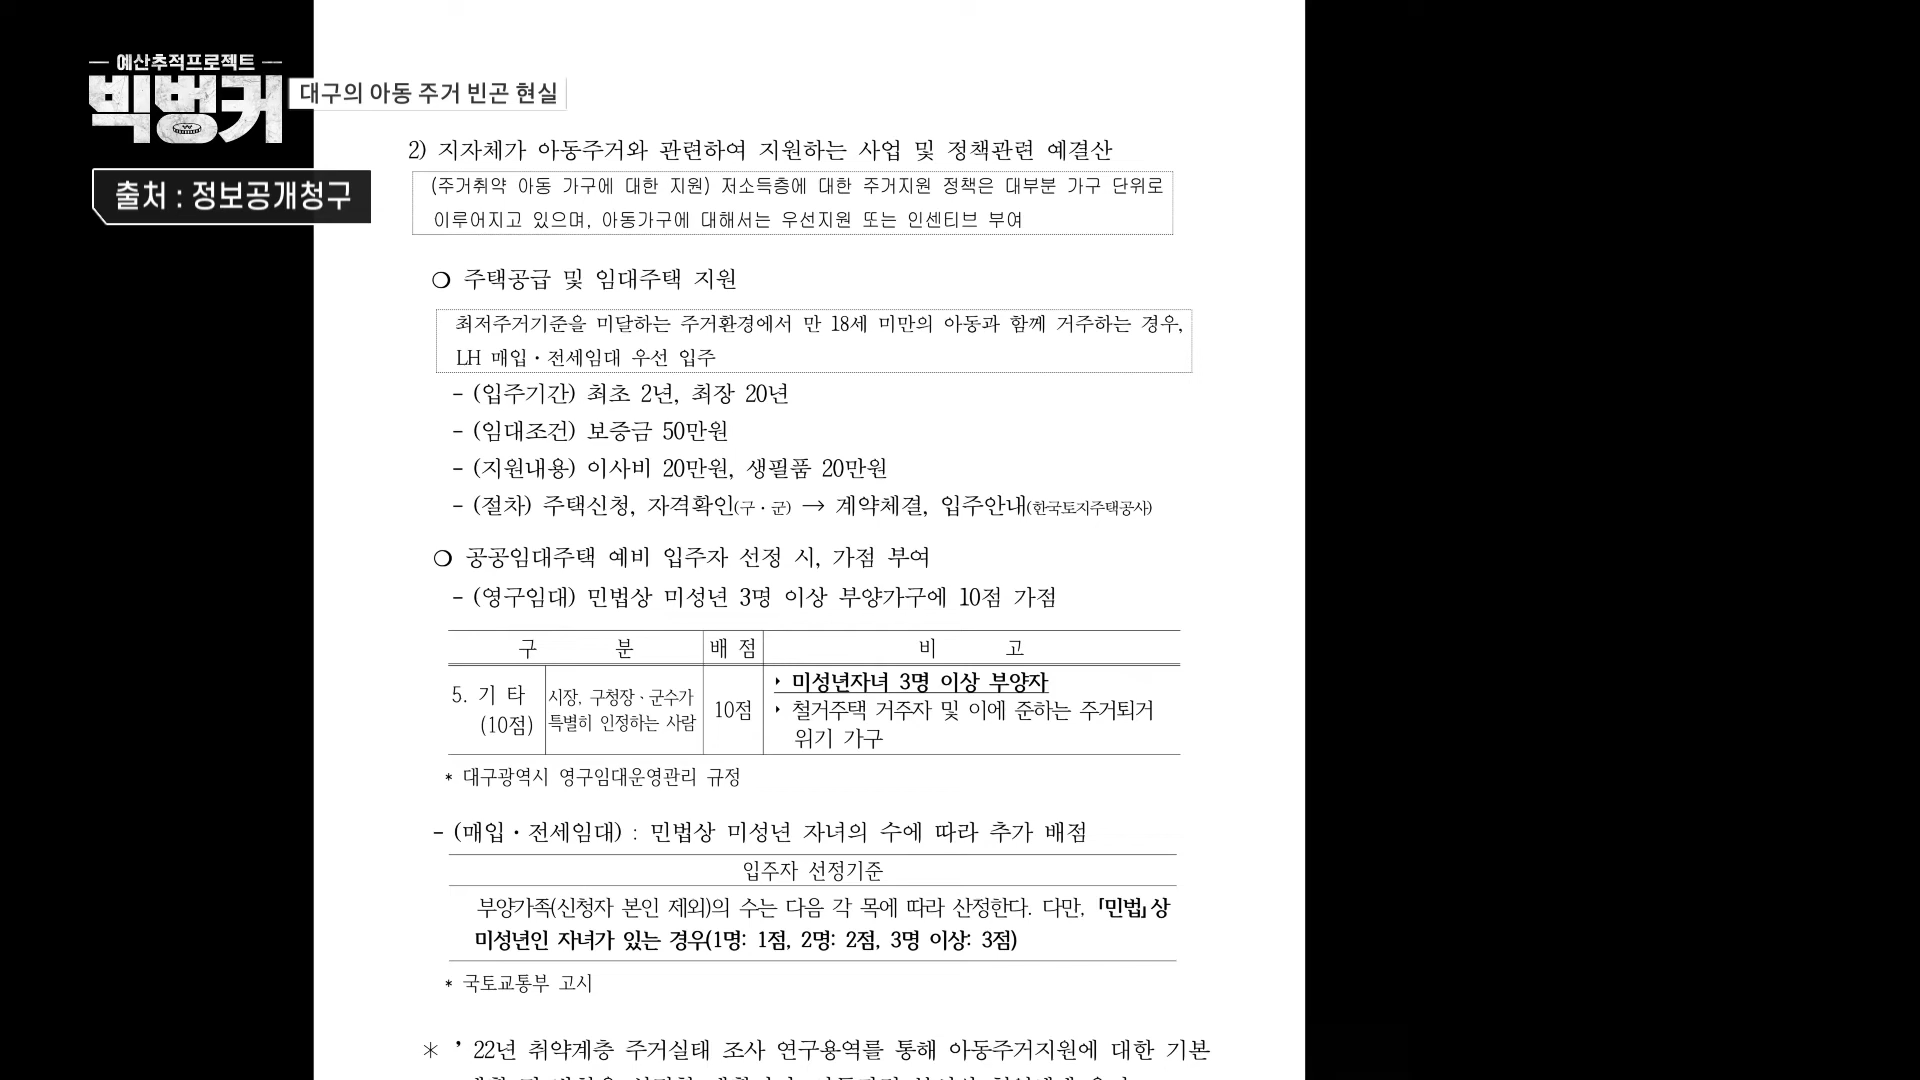 예산추적프로젝트
빅벙커
대구의 아동 주거 빈곤 현실
출처 : 정보공개청구
2) 지자체가 아동주거와 관련하여 지원하는 사업 및 정책관련 예결산
(주거취약 아동 가구에 대한 지원) 저소득층에 대한 주거지원 정책은 대부분 가구 단위로
이루어지고 있으며, 아동가구에 대해서는 우선지원 또는 인센티브 부여
❍ 주택공급 및 임대주택 지원
최저주거기준을 미달하는 주거환경에서 만 18세 미만의 아동과 함께 거주하는 경우,
LH 매입·전세임대 우선 입주
- (입주기간) 최초 2년, 최장 20년
- (임대조건) 보증금 50만원
- (지원내용) 이사비 20만원, 생필품 20만원
- (절차) 주택신청, 자격확인(구·군) → 계약체결, 입주안내(한국토지주택공사)
❍ 공공임대주택 예비 입주자 선정 시, 가점 부여
- (영구임대) 민법상 미성년 3명 이상 부양가구에 10점 가점
구 분 배 점 비 고
5. 기 타 (10점) 시장, 구청장、군수가 특별히 인정하는 사람 10점
‣ 미성년자녀 3명 이상 부양자
‣ 철거주택 거주자 및 이에 준하는 주거퇴거
위기 가구
* 대구광역시 영구임대운영관리 규정
- (매입·전세임대) : 민법상 미성년 자녀의 수에 따라 추가 배점
입주자 선정기준
부양가족(신청자 본인 제외)의 수는 다음 각 목에 따라 산정한다. 다만, 「민법」상
미성년인 자녀가 있는 경우(1명: 1점, 2명: 2점, 3명 이상: 3점)
* 국토교통부 고시
＊ ’22년 취약계층 주거실태 조사 연구용역를 통해 아동주거지원에 대한 기본